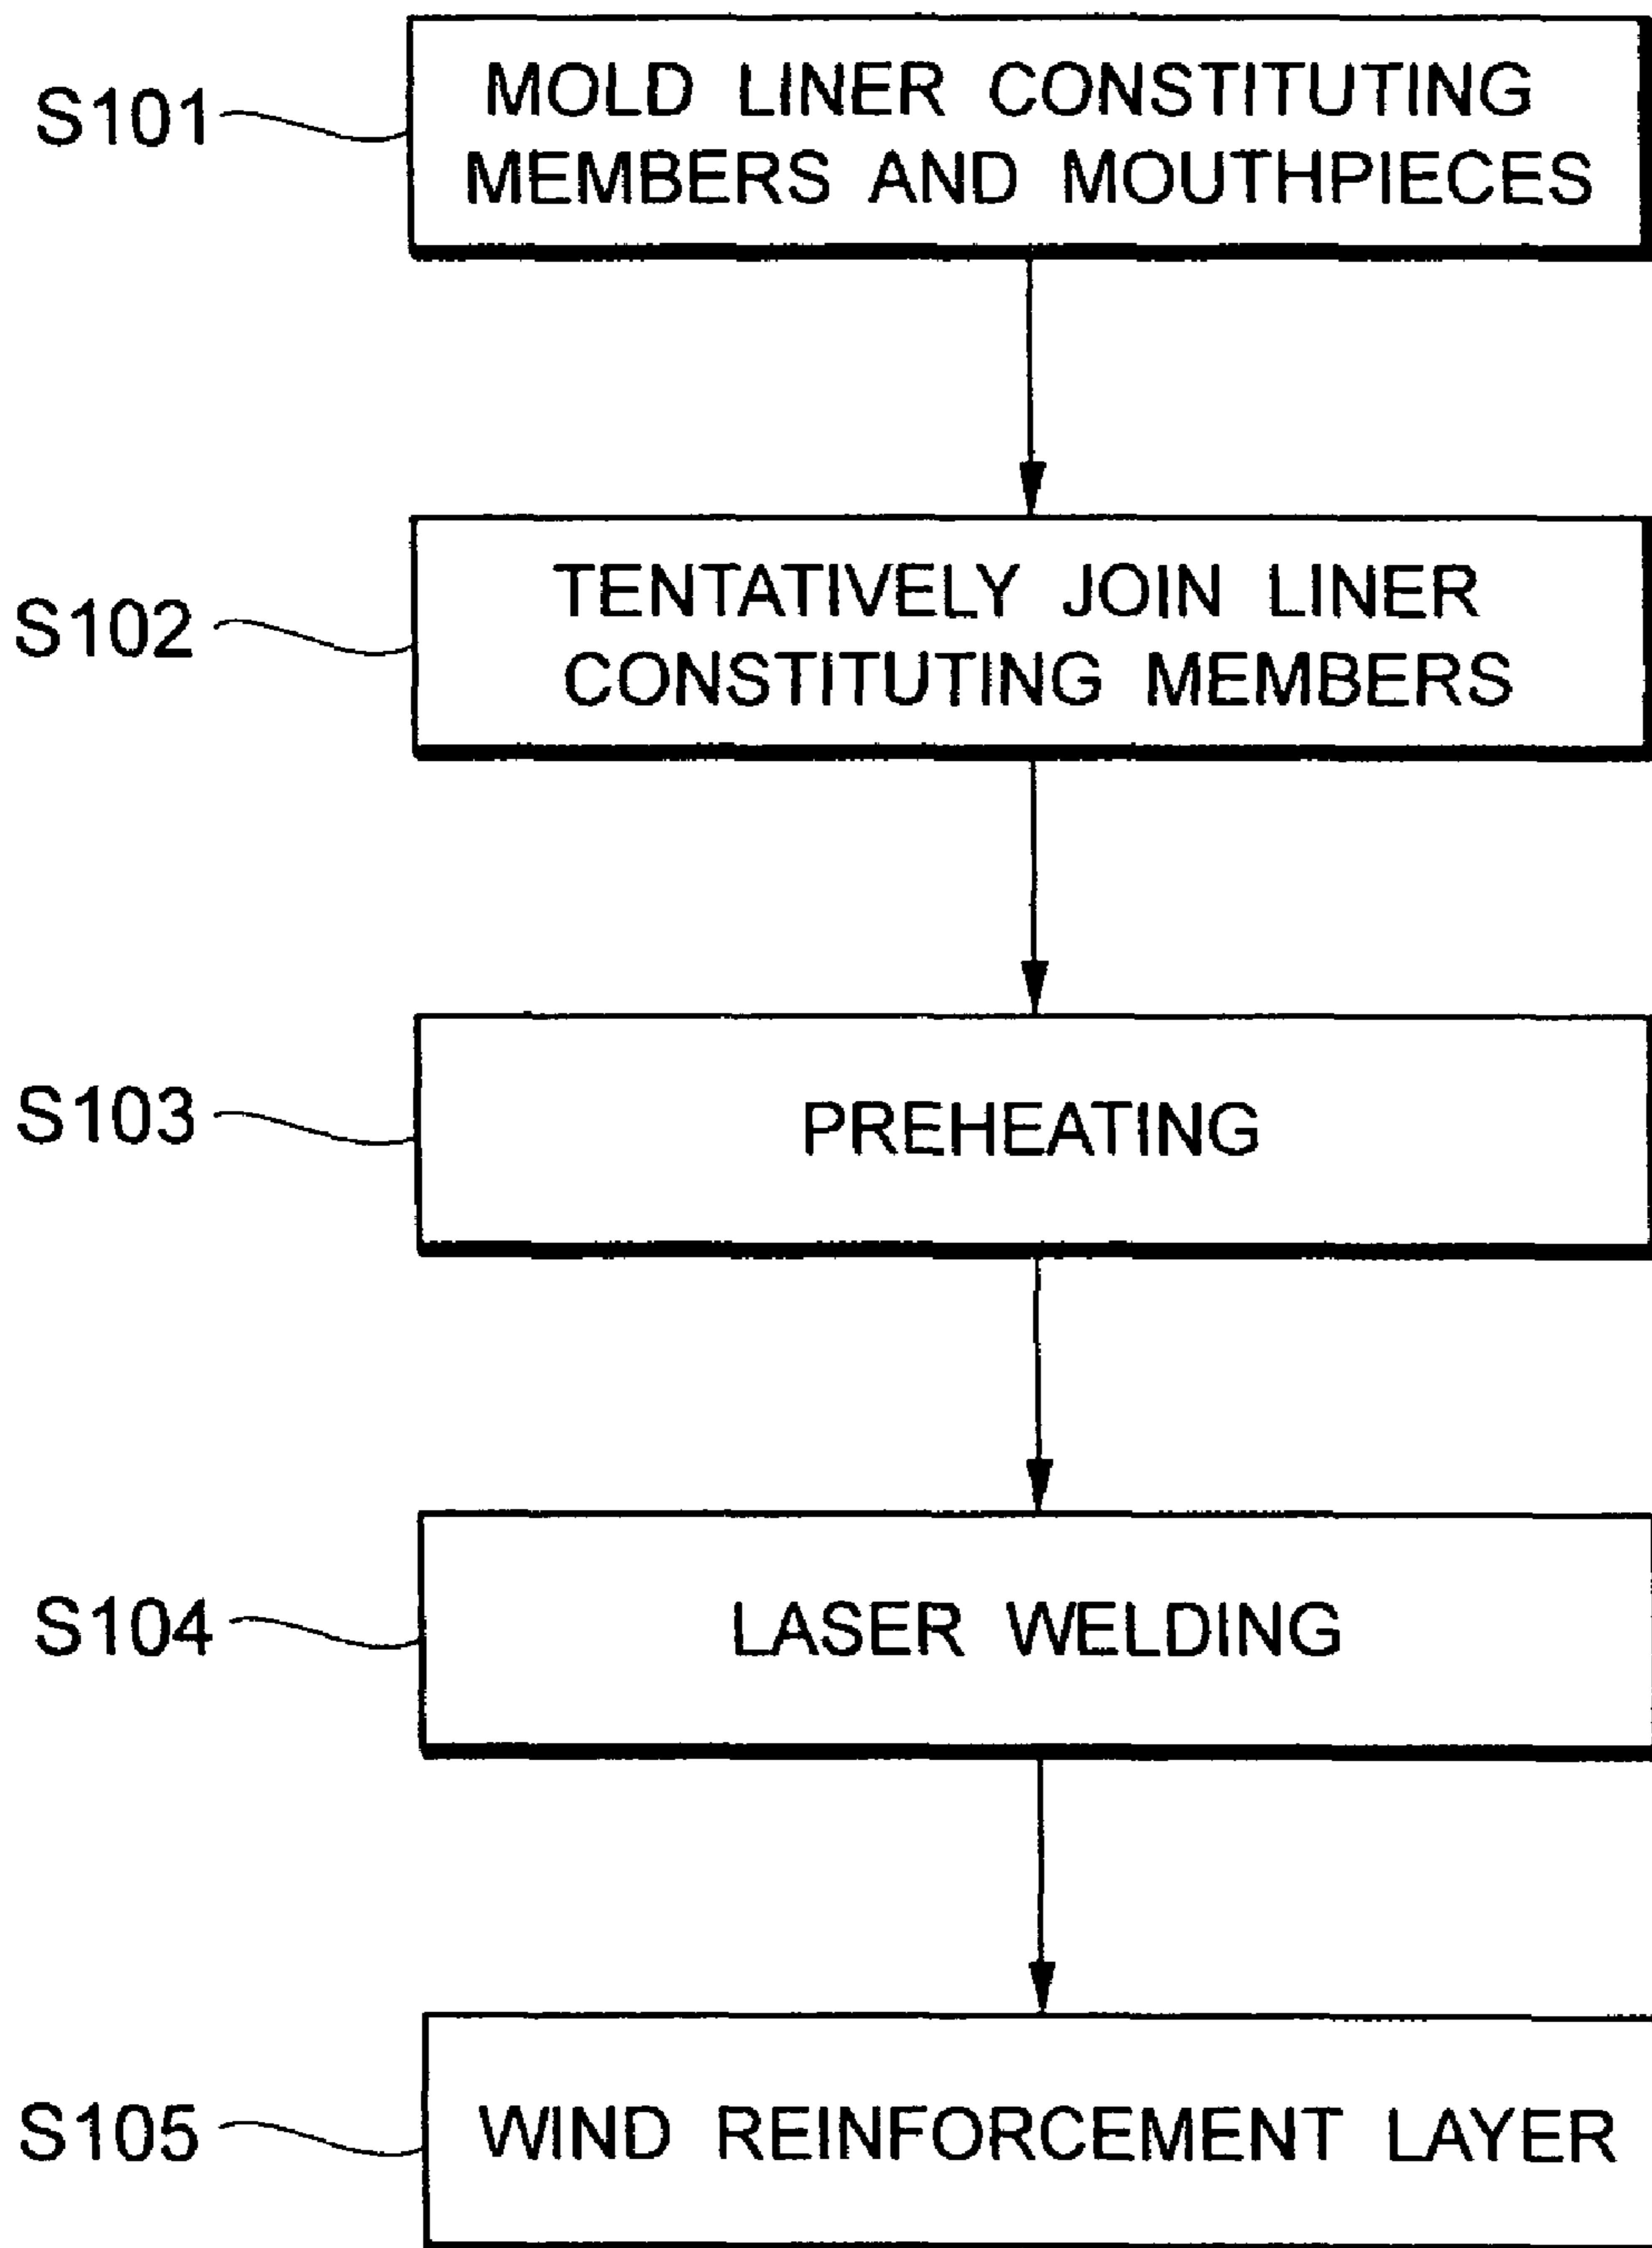 S101
MOLD LINER CONSTITUTING
MEMBERS AND MOUTHPIECES
S102
TENTATIVELY JOIN LINER
CONSTITUTING MEMBERS
S103
PREHEATING
S104
LASER WELDING
S105
WIND REINFORCEMENT LAYER